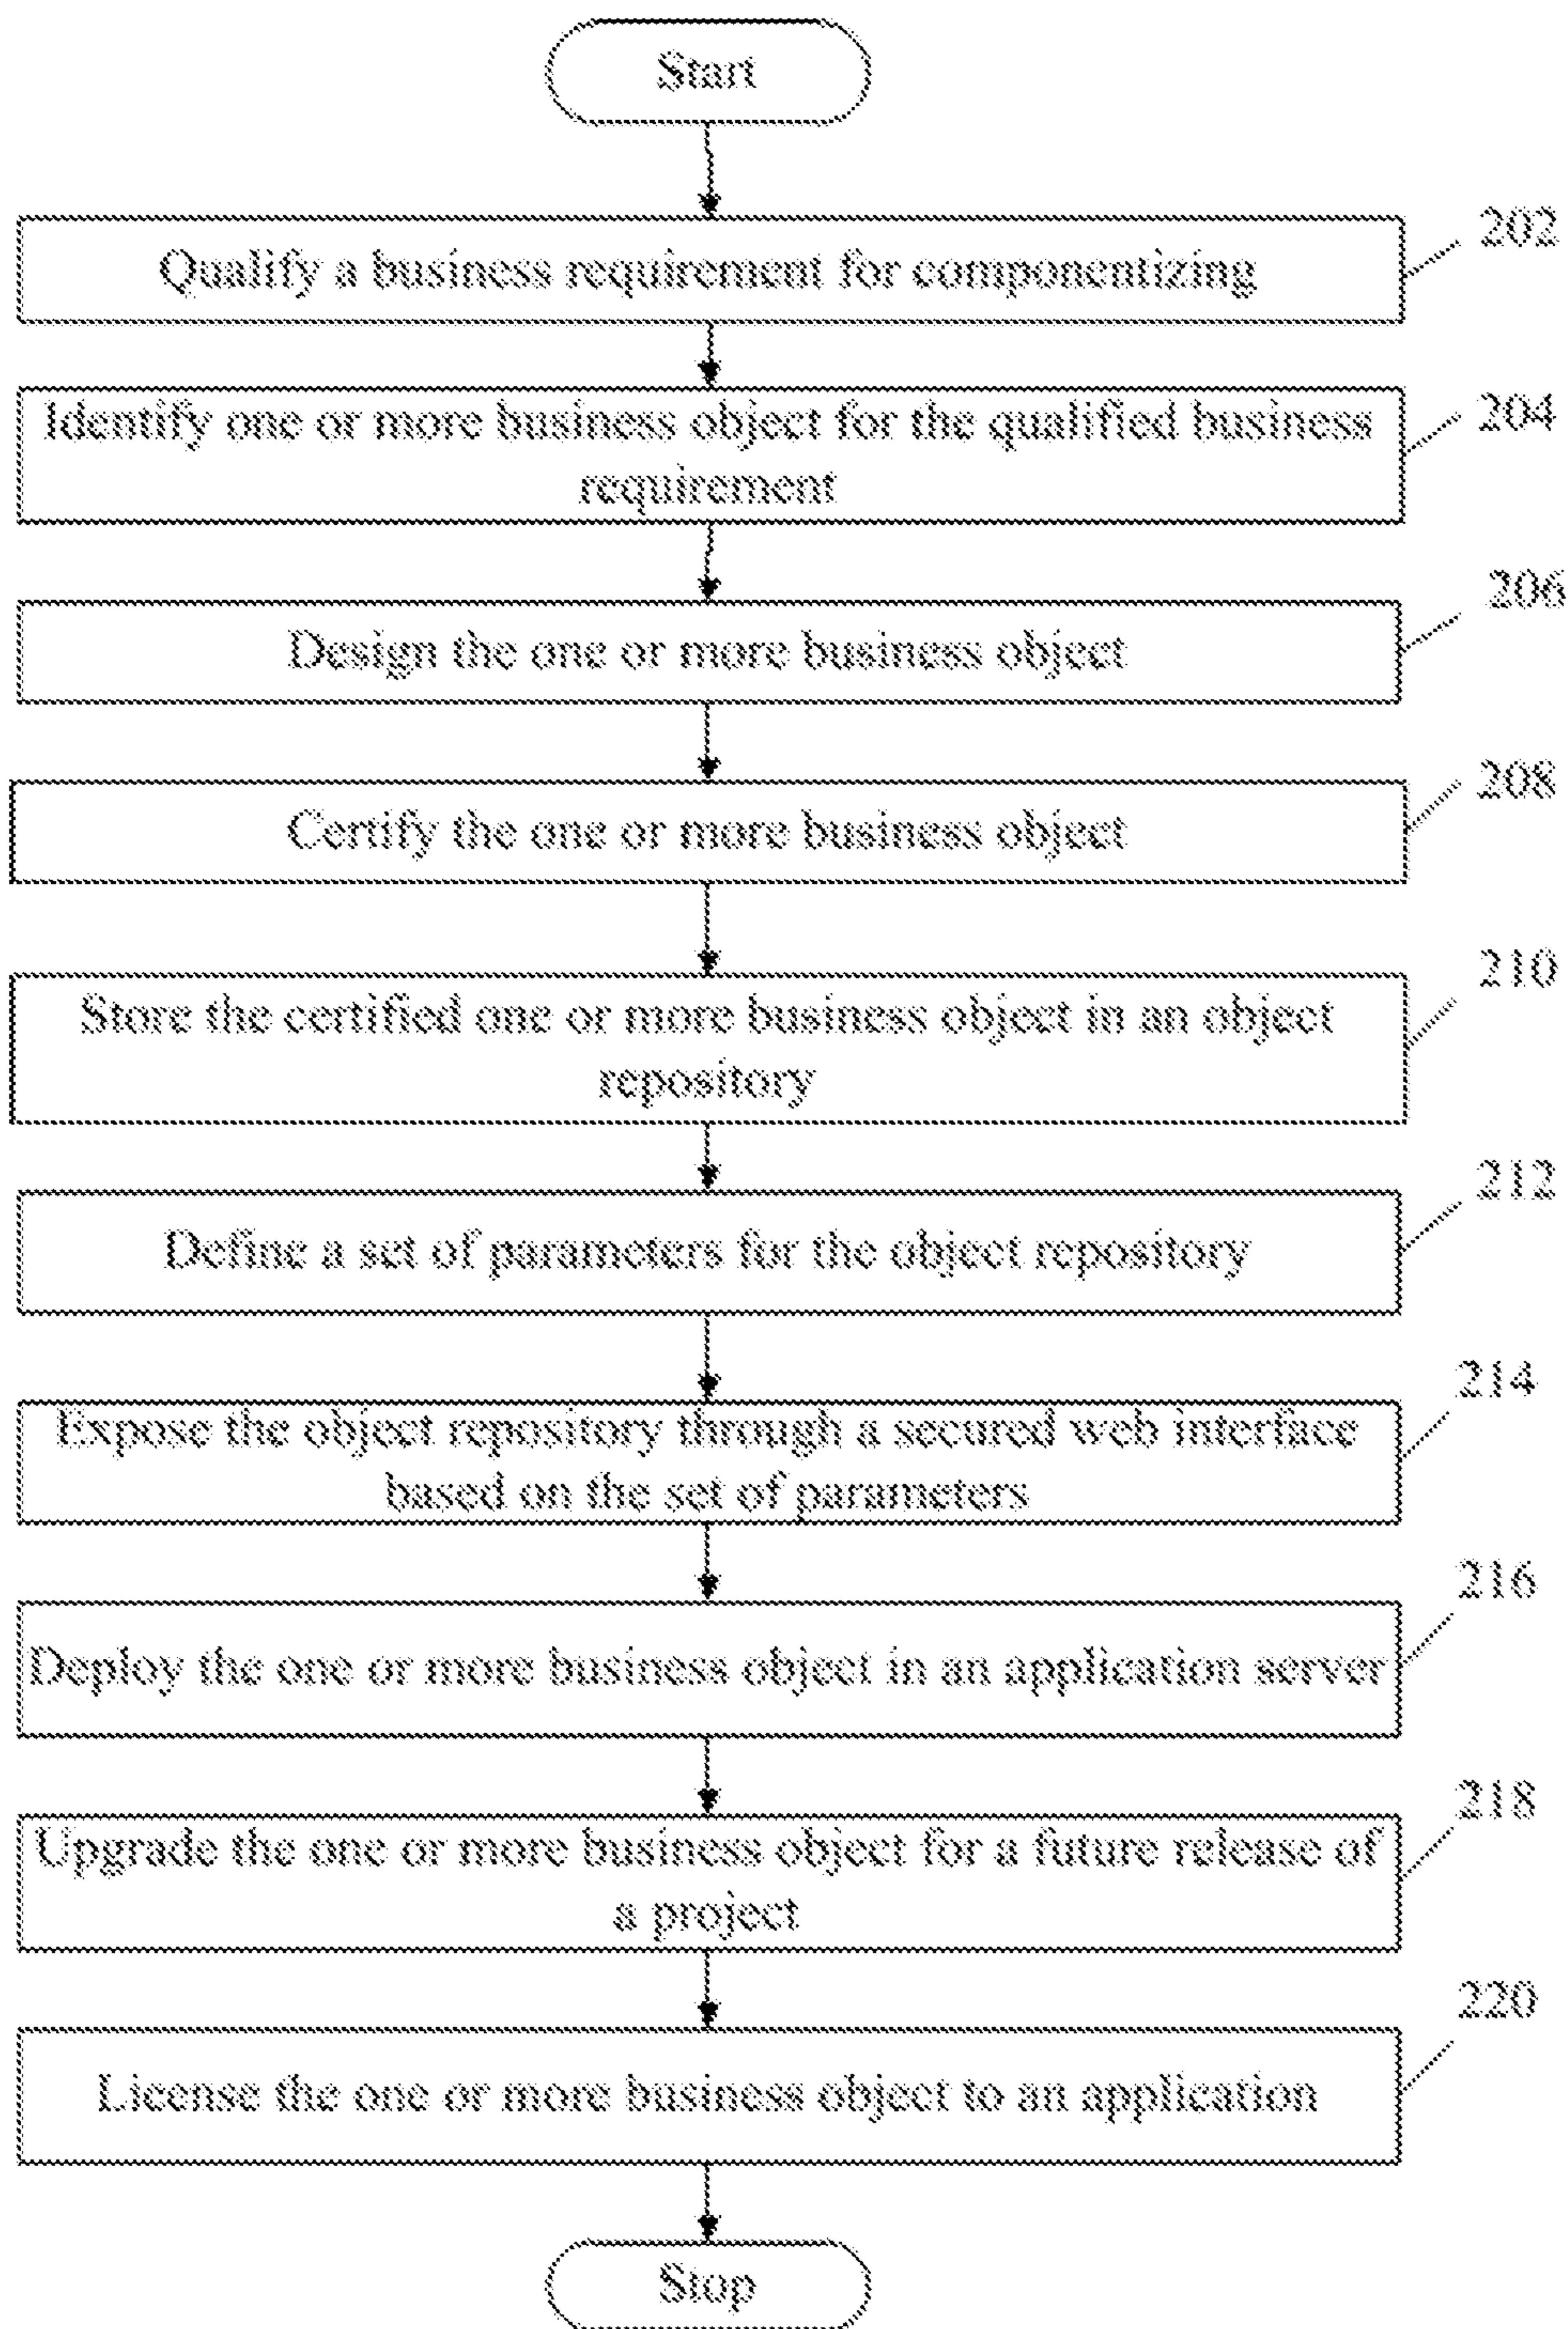 Start
202
Qualify a business requirement for componentizing
204
Identify one or more business object for the qualified business
requirement
206
Design the one or more business object
208
Certify the one or more business object
210
Store the certified one or more business object in an object
repository
212
Define a set of parameters for the object repository
214
Expose the object repository through a secured web interface
based on the set of parameters
216
Deploy the one or more business object in an application server
218
Upgrade the one or more business object for a future release of
a project
220
License the one or more business object to an application
Stop